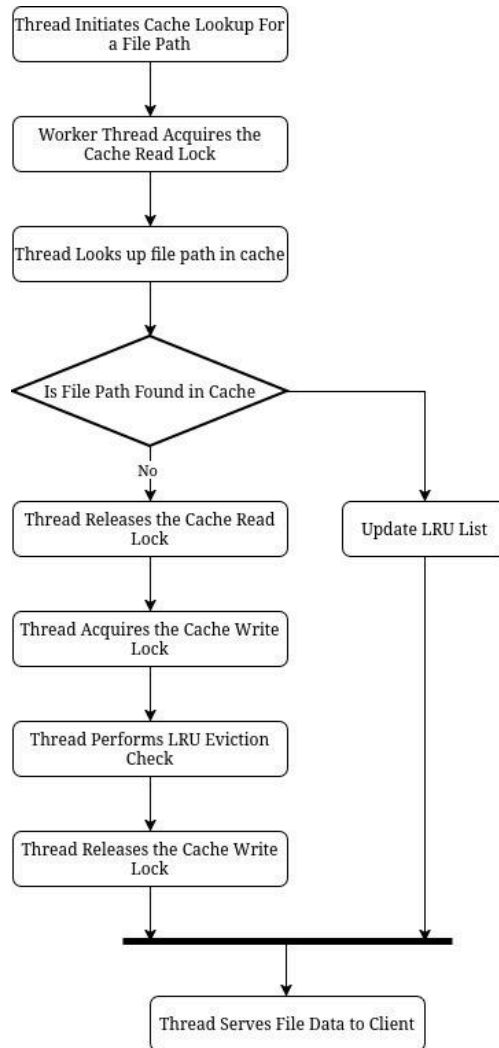 Thread Initiates Cache Lookup For
a File Path
Worker Thread Acquires the
Cache Read Lock
Thread Looks up file path in cache
Is File Path Found in Cache
No
Thread Releases the Cache Read
Lock
Update LRU List
Thread Acquires the Cache Write
Lock
Thread Performs LRU Eviction
Check
Thread Releases the Cache Write
Lock
Thread Serves File Data to Client